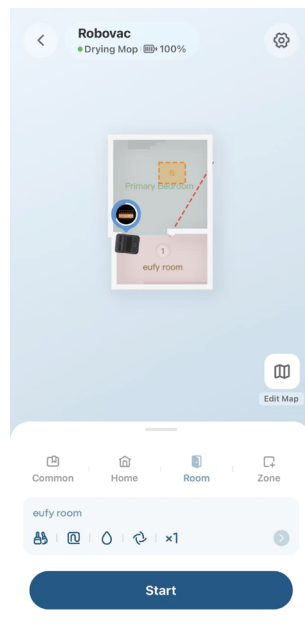 Robovac
Drying Mop 100%
Primary Bedroom
1
eufy room
Edit Map
Common
Home
Room
Zone
eufy room
×1
Start